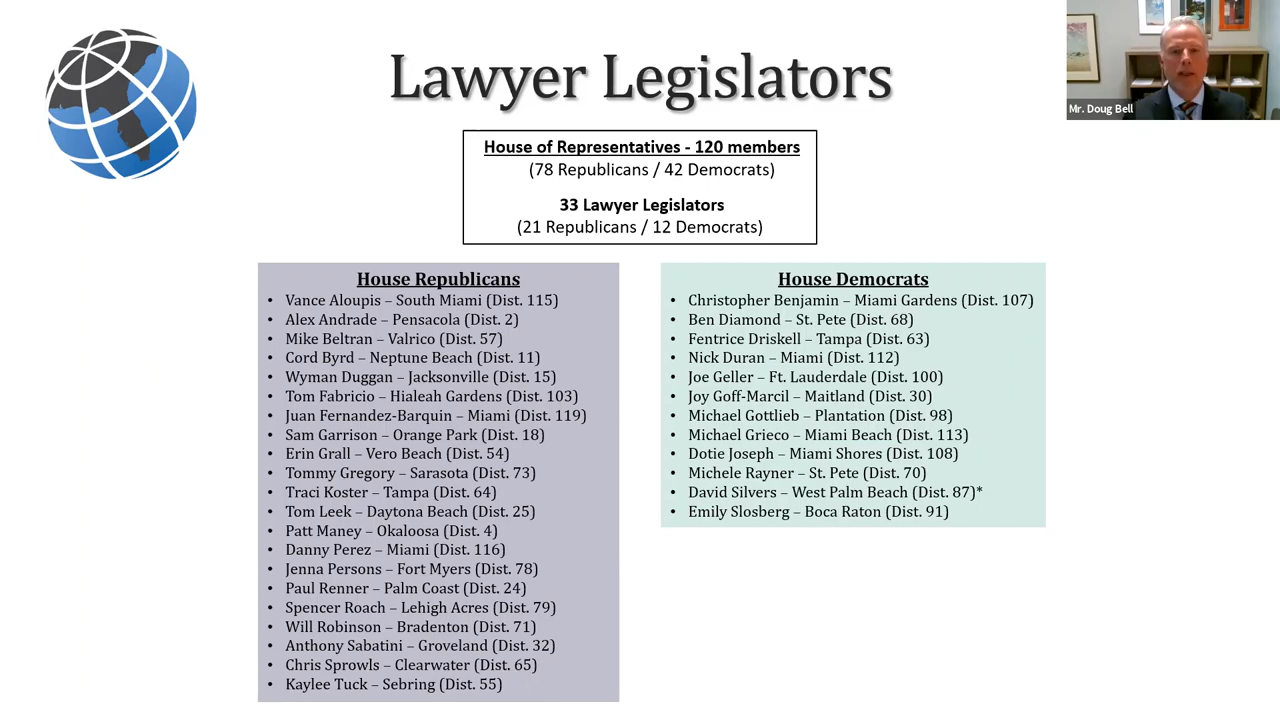 Lawyer Legislators
Mr. Doug Bell
House of Representatives - 120 members
(78 Republicans / 42 Democrats)
33 Lawyer Legislators
(21 Republicans / 12 Democrats)
House Republicans
• Vance Aloupis – South Miami (Dist. 115)
• Alex Andrade – Pensacola (Dist. 2)
• Mike Beltran – Valrico (Dist. 57)
• Cord Byrd – Neptune Beach (Dist. 11)
• Wyman Duggan – Jacksonville (Dist. 15)
• Tom Fabricio – Hialeah Gardens (Dist. 103)
• Juan Fernandez-Barquin – Miami (Dist. 119)
• Sam Garrison – Orange Park (Dist. 18)
• Erin Grall – Vero Beach (Dist. 54)
• Tommy Gregory – Sarasota (Dist. 73)
• Traci Koster – Tampa (Dist. 64)
• Tom Leek – Daytona Beach (Dist. 25)
• Patt Maney – Okaloosa (Dist. 4)
• Danny Perez – Miami (Dist. 116)
• Jenna Persons – Fort Myers (Dist. 78)
• Paul Renner – Palm Coast (Dist. 24)
• Spencer Roach – Lehigh Acres (Dist. 79)
• Will Robinson – Bradenton (Dist. 71)
• Anthony Sabatini – Groveland (Dist. 32)
• Chris Sprowls – Clearwater (Dist. 65)
• Kaylee Tuck – Sebring (Dist. 55)
House Democrats
• Christopher Benjamin – Miami Gardens (Dist. 107)
• Ben Diamond – St. Pete (Dist. 68)
• Fentrice Driskell – Tampa (Dist. 63)
• Nick Duran – Miami (Dist. 112)
• Joe Geller – Ft. Lauderdale (Dist. 100)
• Joy Goff-Marcil – Maitland (Dist. 30)
• Michael Gottlieb – Plantation (Dist. 98)
• Michael Grieco – Miami Beach (Dist. 113)
• Dotie Joseph – Miami Shores (Dist. 108)
• Michele Rayner – St. Pete (Dist. 70)
• David Silvers – West Palm Beach (Dist. 87)*
• Emily Slosberg – Boca Raton (Dist. 91)